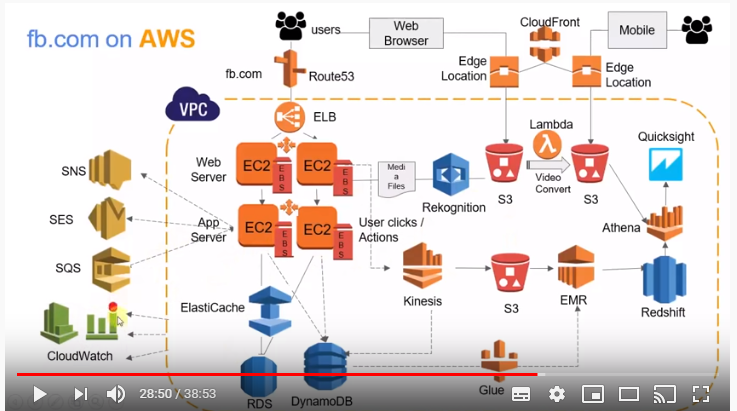 fb.com on AWS
users
Web
Browser
CloudFront
Mobile
fb.com
Route53
Edge
Location
Edge
Location
VPC
ELB
Lambda
Quicksight
SNS
Web
Server
EC2
EBS
EC2
EBS
Medi
a
Files
Rekognition
S3
Video
Convert
S3
SES
App
Server
EC2
EBS
EC2
EBS
User clicks /
Actions
Athena
SQS
Kinesis
S3
EMR
Redshift
ElastiCache
CloudWatch
RDS
DynamoDB
Glue
28:50 / 38:53